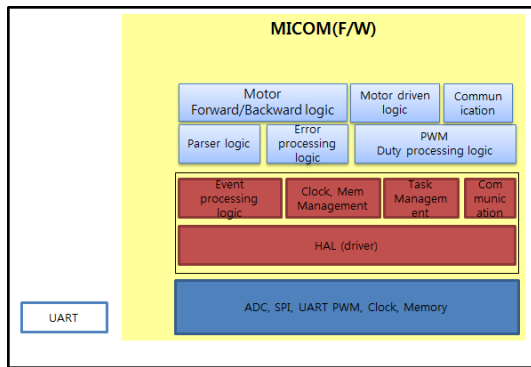 MICOM(F/W)
Motor
Forward/Backward logic
Motor driven
logic
Commun
ication
Parser logic
Error
processing
logic
PWM
Duty processing logic
Event
processing
logic
Clock, Mem
Management
Task
Managem
ent
Com
munic
ation
HAL (driver)
ADC, SPI, UART PWM, Clock, Memory
UART